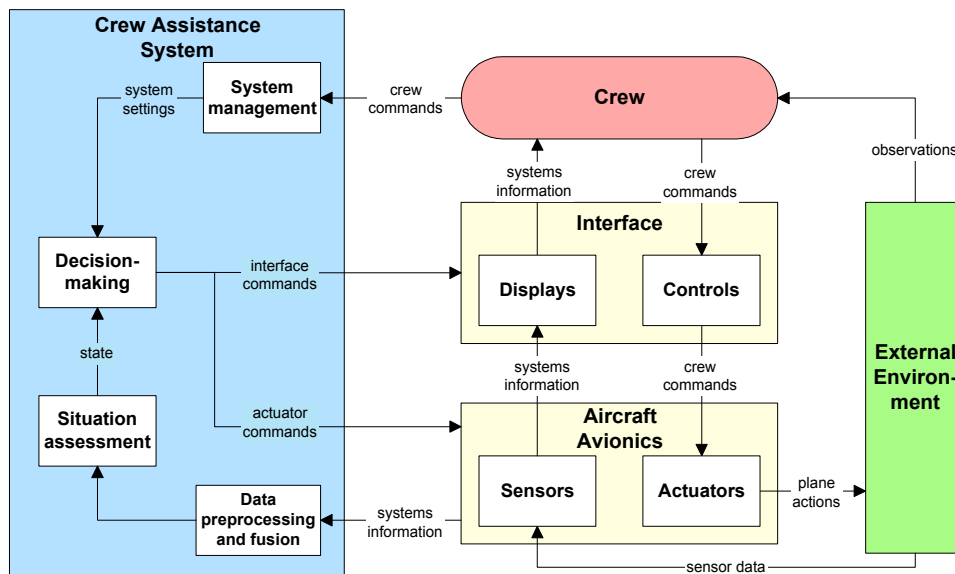 Crew Assistance
System
System
management
system
settings
crew
commands
Crew
observations
systems
information
crew
commands
Interface
Decision-
making
interface
commands
Displays
Controls
External
Environ-
ment
state
systems
information
crew
commands
Situation
assessment
actuator
commands
Aircraft
Avionics
Sensors
Actuators
plane
actions
Data
preprocessing
and fusion
systems
information
sensor data